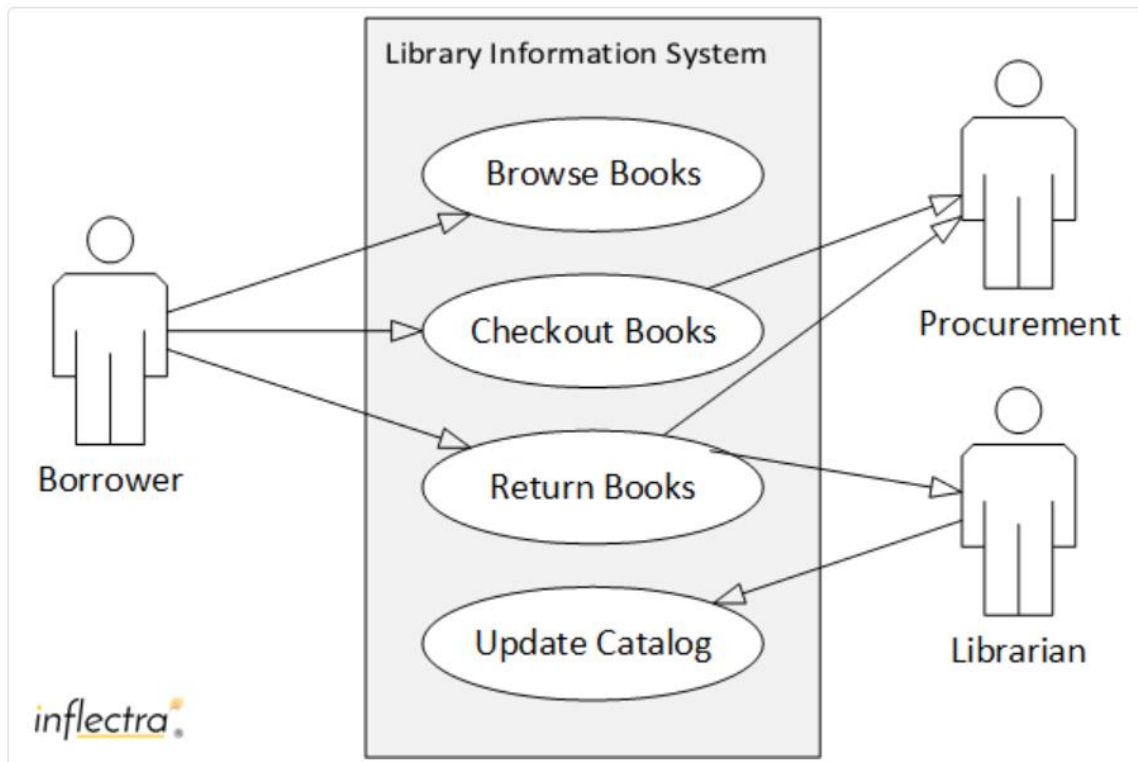 Library Information System
Browse Books
Checkout Books
Return Books
Update Catalog
Borrower
Procurement
Librarian
inflectra®